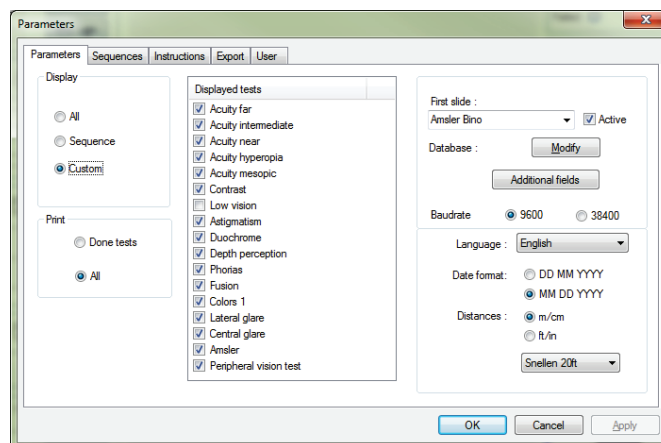 Parameters
Parameters Sequences Instructions Export User
Display
All
Sequence
Custom
Print
Done tests
All
Displayed tests
Acuity far
Acuity intermediate
Acuity near
Acuity hyperopia
Acuity mesopic
Contrast
Low vision
Astigmatism
Duochrome
Depth perception
Phorias
Fusion
Colors 1
Lateral glare
Central glare
Amsler
Peripheral vision test
First slide :
Amsler Bino Active
Database : Modify
Additional fields
Baudrate 9600 38400
Language : English
Date format: DD MM YYYY
MM DD YYYY
Distances : m/cm
ft/in
Snellen 20ft
OK Cancel Apply